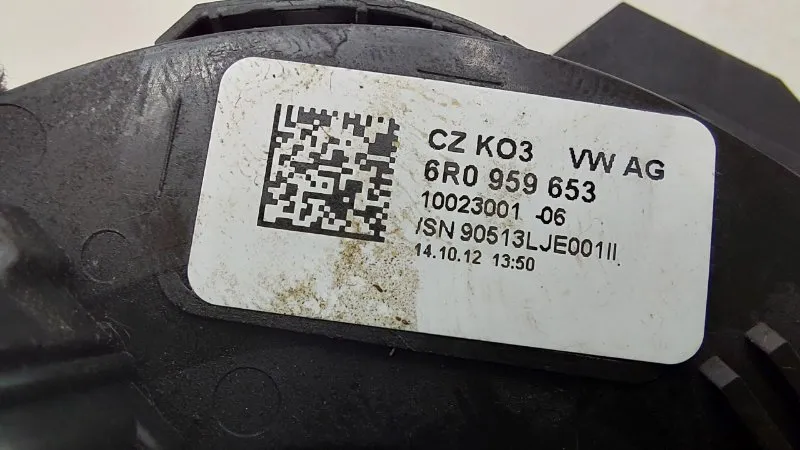 CZ KO3 VW AG
6R0 959 653
10023001 -06
/SN 90513LJE001II.
14.10.12 13:50